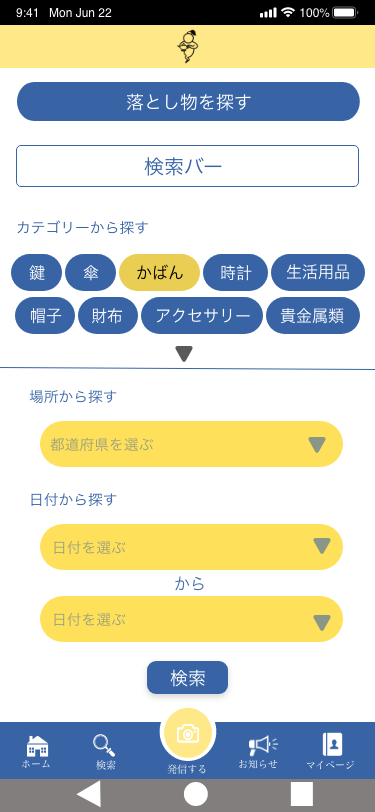 9:41 Mon Jun 22 100%
落とし物を探す
検索バー
カテゴリーから探す
鍵 傘 かばん 時計 生活用品
帽子 財布 アクセサリー 貴金属類
場所から探す
都道府県を選ぶ
日付から探す
日付を選ぶ
から
日付を選ぶ
検索
ホーム 検索 発信する お知らせ マイページ